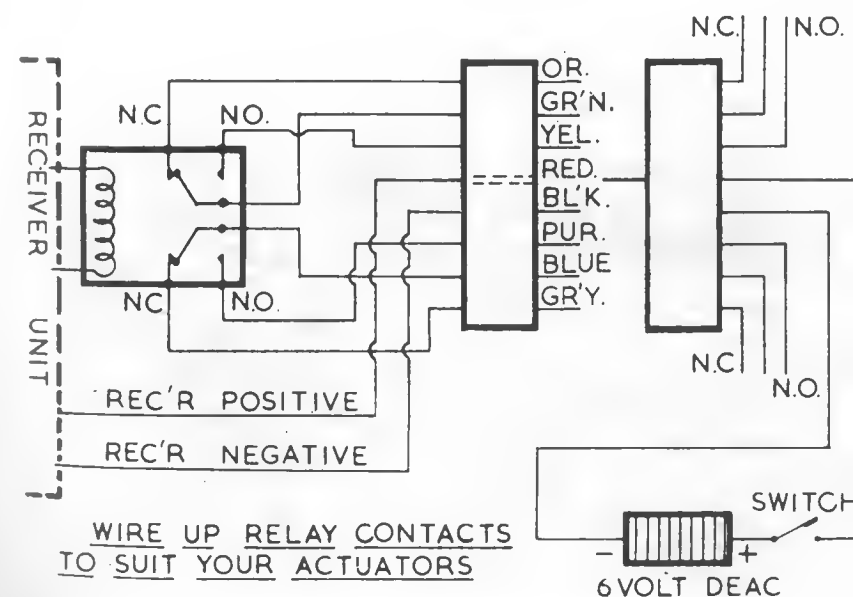 N.C. N.O.
OR.
GR'N.
N.C NO.
YEL.
RED.
BL'K.
PUR.
BLUE
GR'Y.
RECEIVER UNIT
NC N.O.
N.C
N.O.
REC'R POSITIVE
REC'R NEGATIVE
SWITCH
WIRE UP RELAY CONTACTS
TO SUIT YOUR ACTUATORS
- +
6 VOLT DEAC